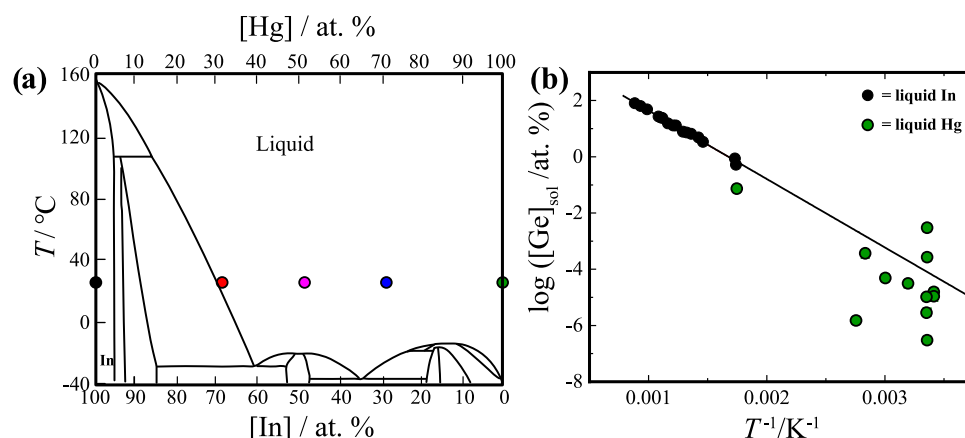 (a)
[Hg] / at. %
0 10 20 30 40 50 60 70 80 90 100
T / °C
160
120
80
40
0
-40
Liquid
In
100 90 80 70 60 50 40 30 20 10 0
[In] / at. %
(b)
log ([Ge]sol /at. %)
2
0
-2
-4
-6
-8
= liquid In
= liquid Hg
0.001 0.002 0.003
T⁻¹/K⁻¹